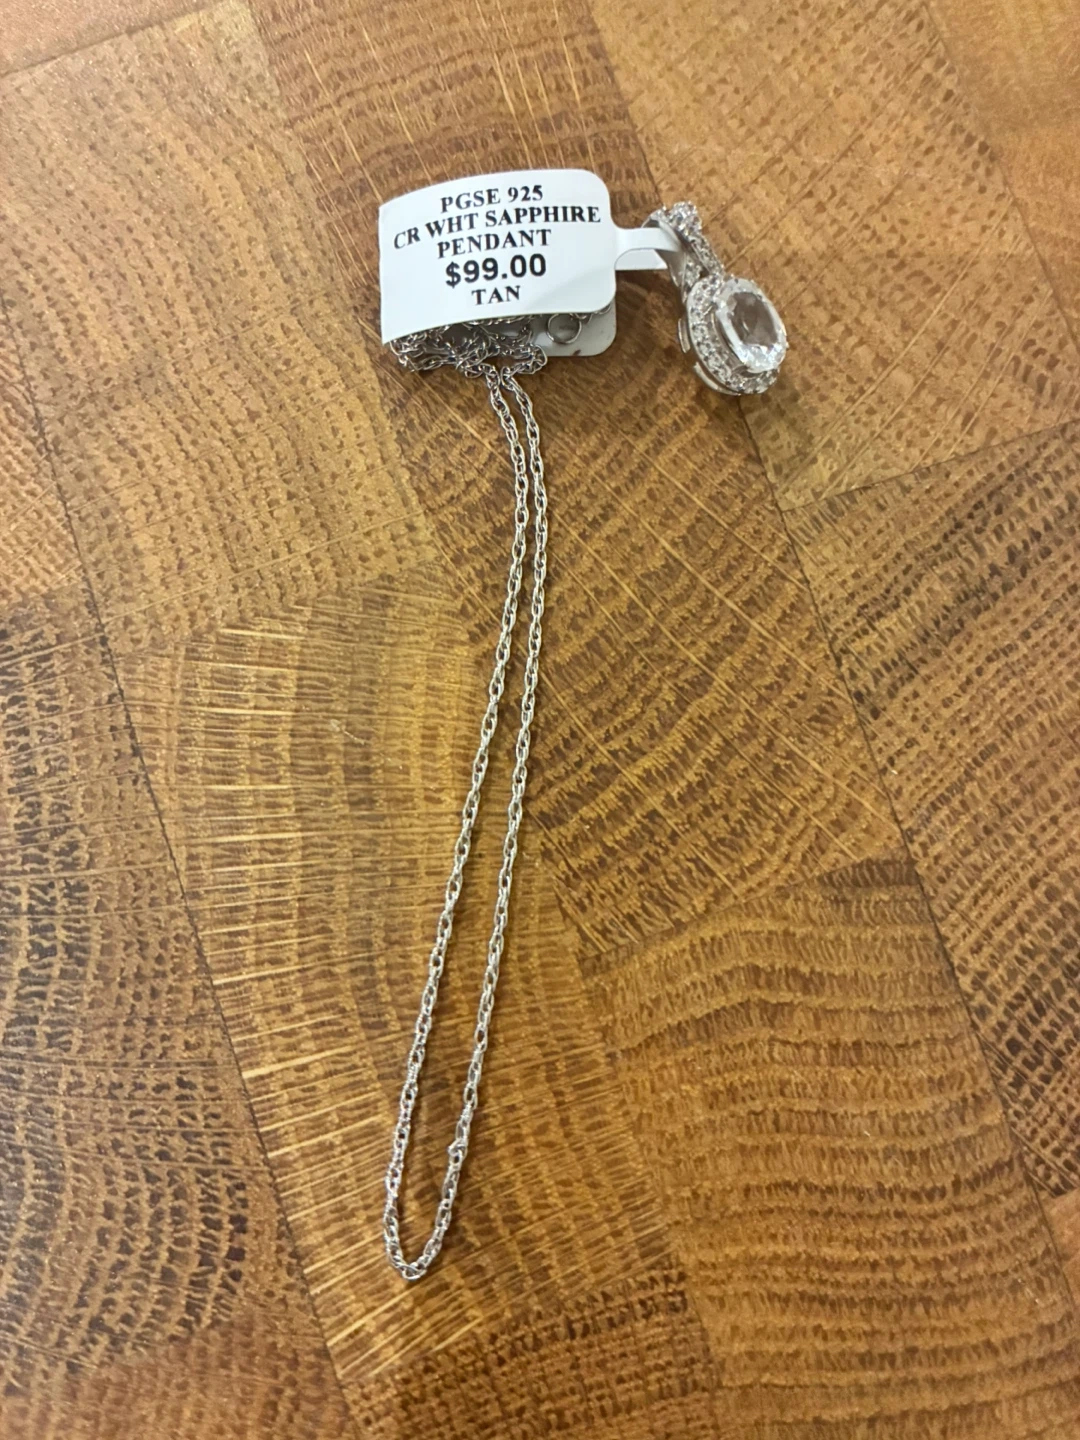 PGSE 925
CR WHT SAPPHIRE
PENDANT
$99.00
TAN